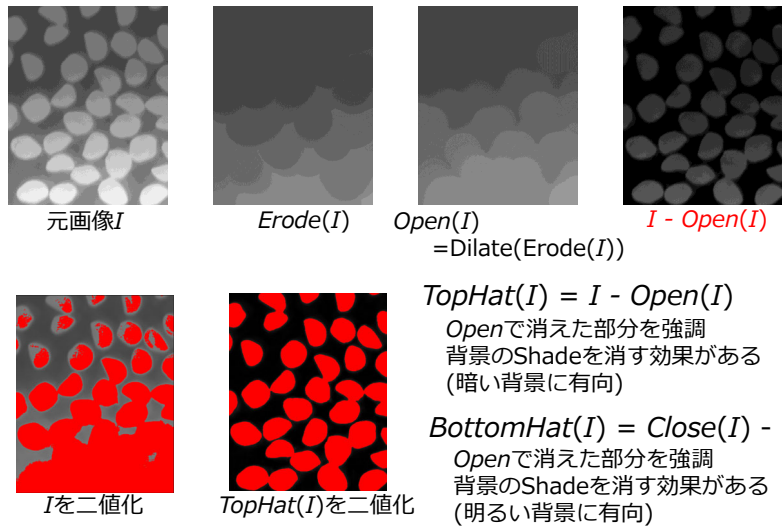 元画像I
Erode(I)
Open(I)
=Dilate(Erode(I))
I - Open(I)
TopHat(I) = I - Open(I)
Openで消えた部分を強調
背景のShadeを消す効果がある
(暗い背景に有向)
BottomHat(I) = Close(I) -
Openで消えた部分を強調
背景のShadeを消す効果がある
(明るい背景に有向)
Iを二値化
TopHat(I)を二値化